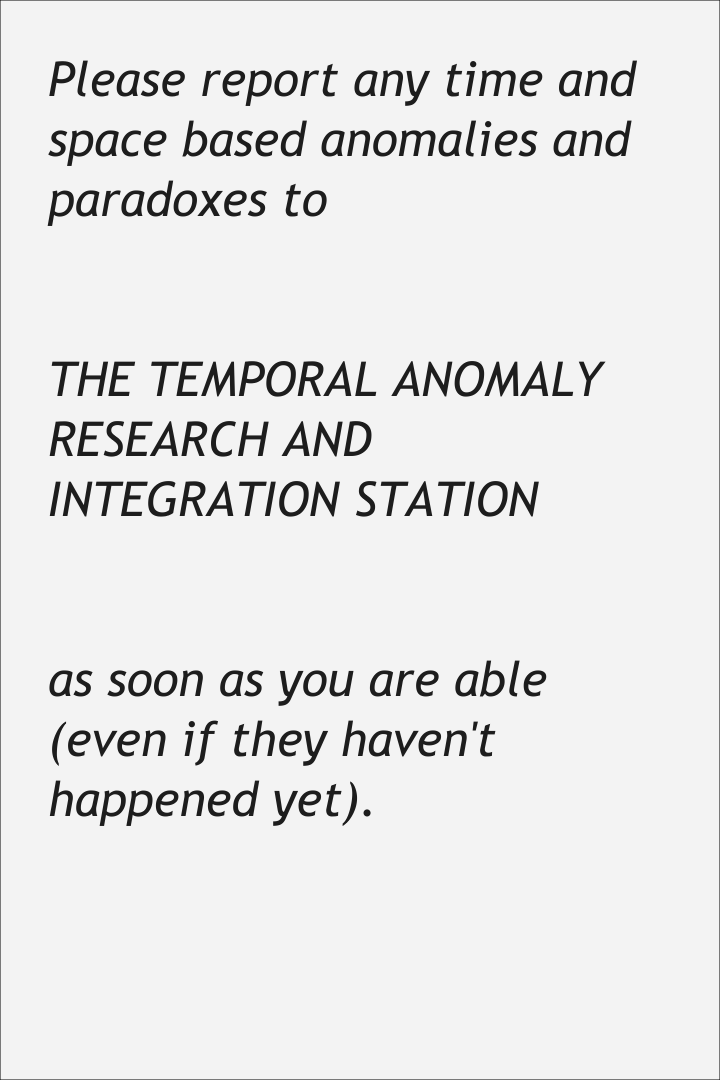 Please report any time and
space based anomalies and
paradoxes to
THE TEMPORAL ANOMALY
RESEARCH AND
INTEGRATION STATION
as soon as you are able
(even if they haven't
happened yet).